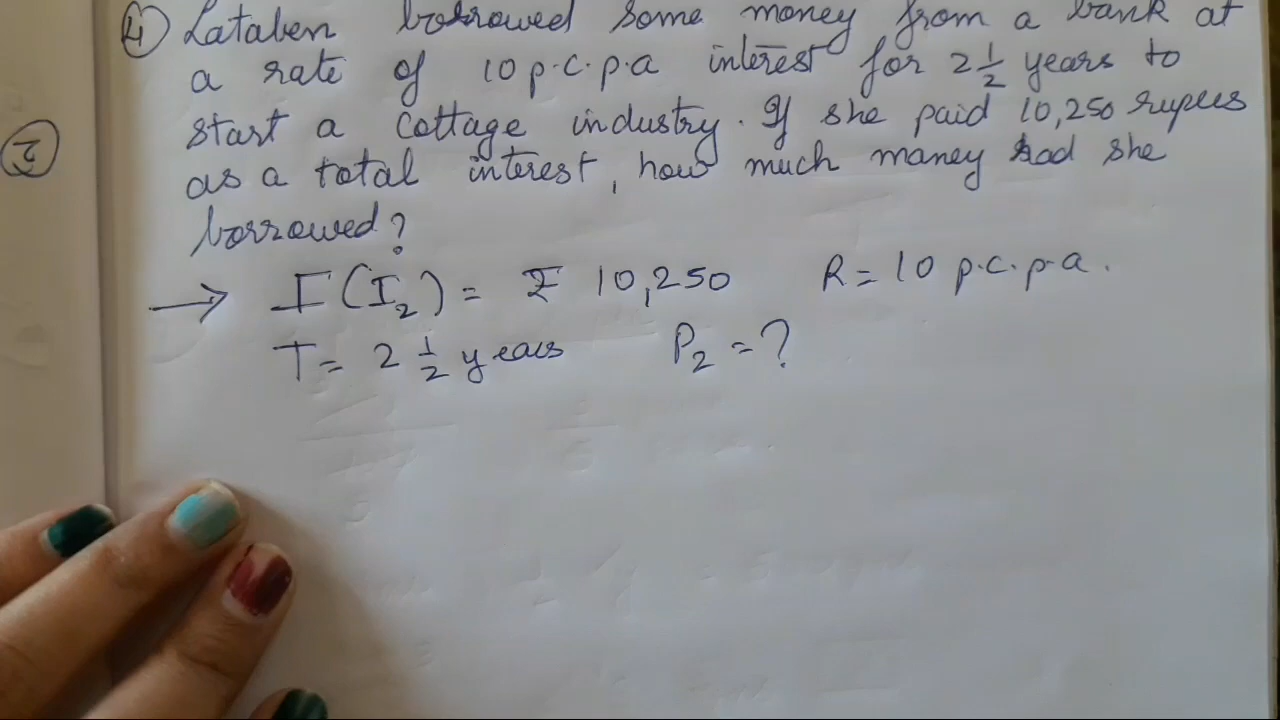 4) Lataben borrowed some money from a bank at
a rate of 10 p.c.p.a interest for 2 1/2 years to
start a cottage industry. If she paid 10,250 rupees
as a total interest, how much money had she
borrowed?
→ I (I₂) = ₹ 10,250 R = 10 p.c.p.a.
T = 2 1/2 years P₂ = ?